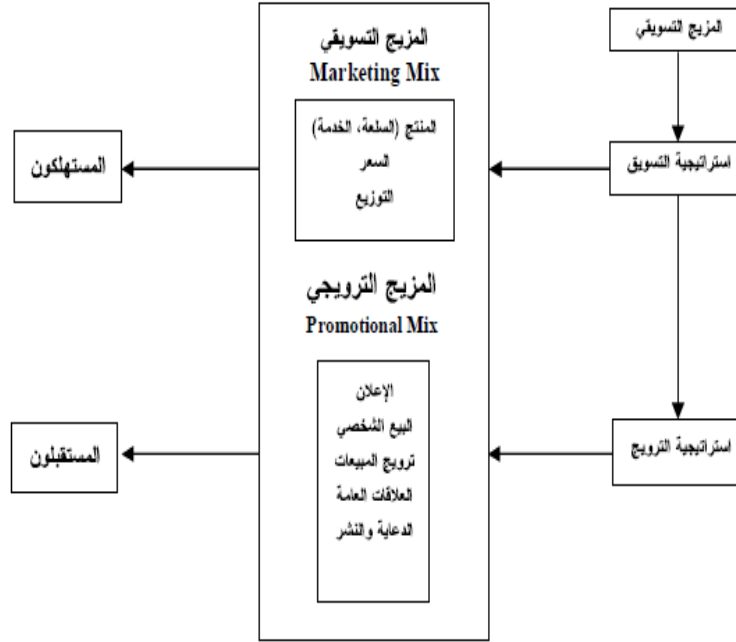 المزيج التسويقي
استراتيجية التسويق
استراتيجية الترويج
المزيج التسويقي
Marketing Mix
المنتج (السلعة، الخدمة)
السعر
التوزيع
المزيج الترويجي
Promotional Mix
الإعلان
البيع الشخصي
ترويج المبيعات
العلاقات العامة
الدعاية والنشر
المستهلكون
المستقبلون